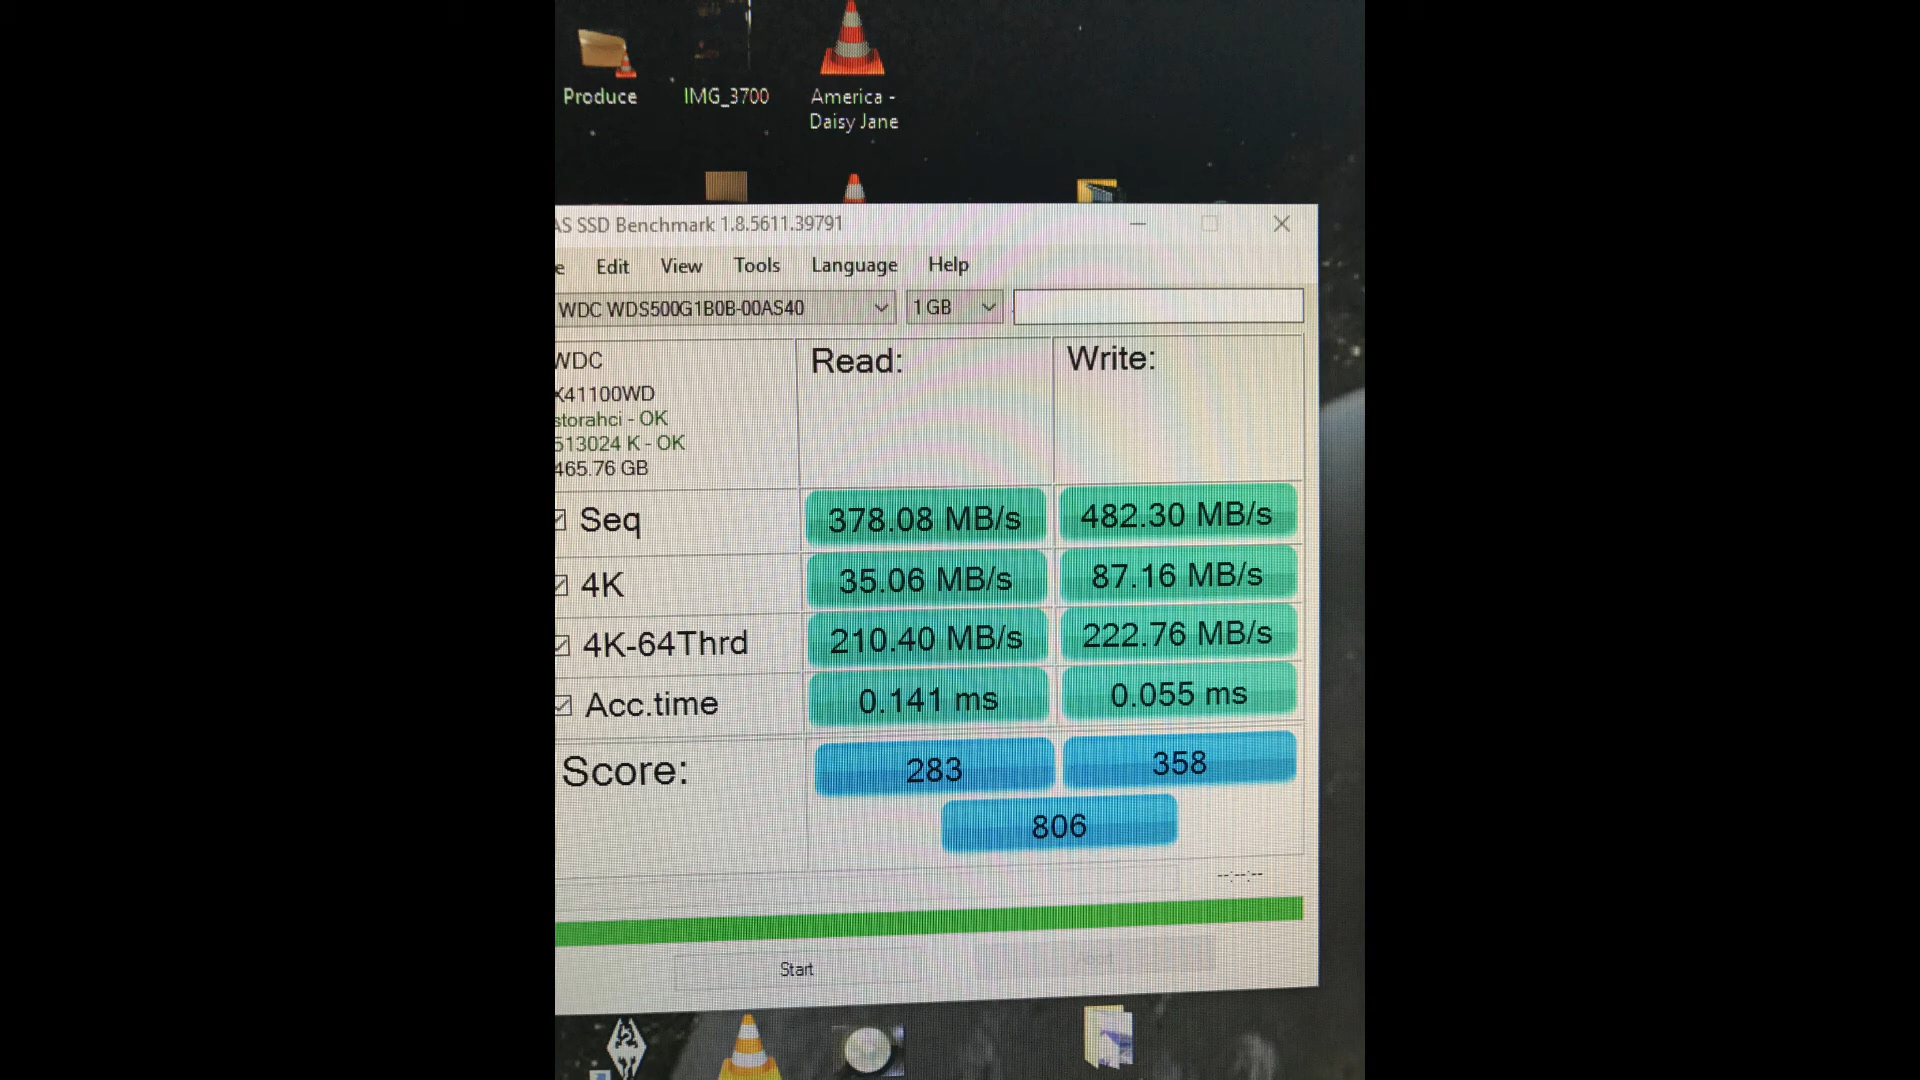 Produce
IMG_3700
America -
Daisy Jane
AS SSD Benchmark 1.8.5611.39791
e Edit View Tools Language Help
WDC WDS500G1B0B-00AS40 1 GB
WDC
X41100WD
storahci - OK
513024 K - OK
465.76 GB
Read: Write:
Seq 378.08 MB/s 482.30 MB/s
4K 35.06 MB/s 87.16 MB/s
4K-64Thrd 210.40 MB/s 222.76 MB/s
Acc.time 0.141 ms 0.055 ms
Score: 283 358
806
--:--:--
Start